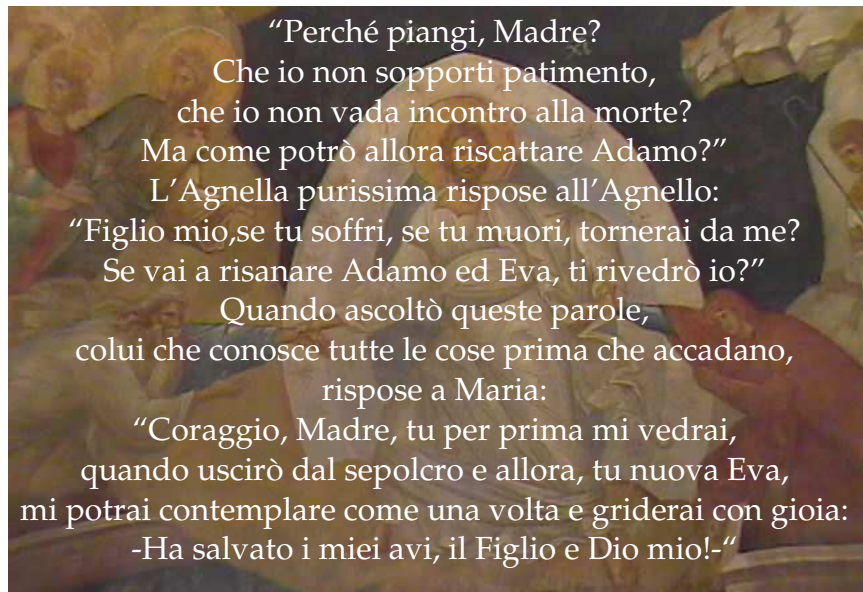 “Perché piangi, Madre?
Che io non sopporti patimento,
che io non vada incontro alla morte?
Ma come potrò allora riscattare Adamo?”
L’Agnella purissima rispose all’Agnello:
“Figlio mio,se tu soffri, se tu muori, tornerai da me?
Se vai a risanare Adamo ed Eva, ti rivedrò io?”
Quando ascoltò queste parole,
colui che conosce tutte le cose prima che accadano,
rispose a Maria:
“Coraggio, Madre, tu per prima mi vedrai,
quando uscirò dal sepolcro e allora, tu nuova Eva,
mi potrai contemplare come una volta e griderai con gioia:
-Ha salvato i miei avi, il Figlio e Dio mio!-“